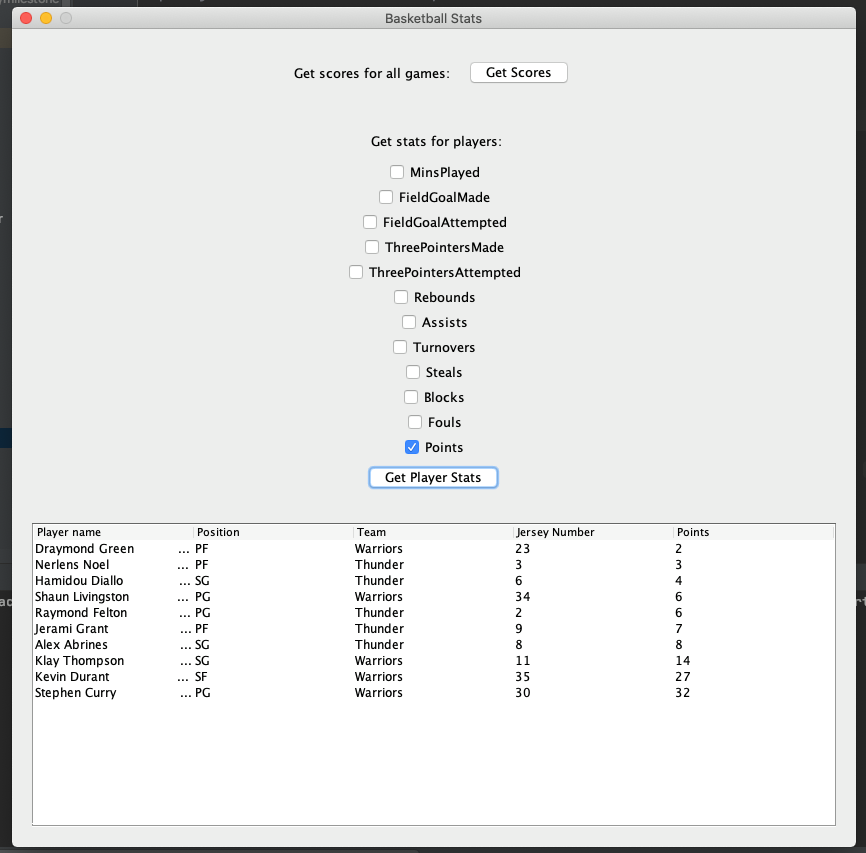 Basketball Stats
Get scores for all games: Get Scores
Get stats for players:
MinsPlayed
FieldGoalMade
FieldGoalAttempted
ThreePointersMade
ThreePointersAttempted
Rebounds
Assists
Turnovers
Steals
Blocks
Fouls
Points
Get Player Stats
Player name Position Team Jersey Number Points
Draymond Green ... PF Warriors 23 2
Nerlens Noel ... PF Thunder 3 3
Hamidou Diallo ... SG Thunder 6 4
Shaun Livingston ... PG Warriors 34 6
Raymond Felton ... PG Thunder 2 6
Jerami Grant ... PF Thunder 9 7
Alex Abrines ... SG Thunder 8 8
Klay Thompson ... SG Warriors 11 14
Kevin Durant ... SF Warriors 35 27
Stephen Curry ... PG Warriors 30 32